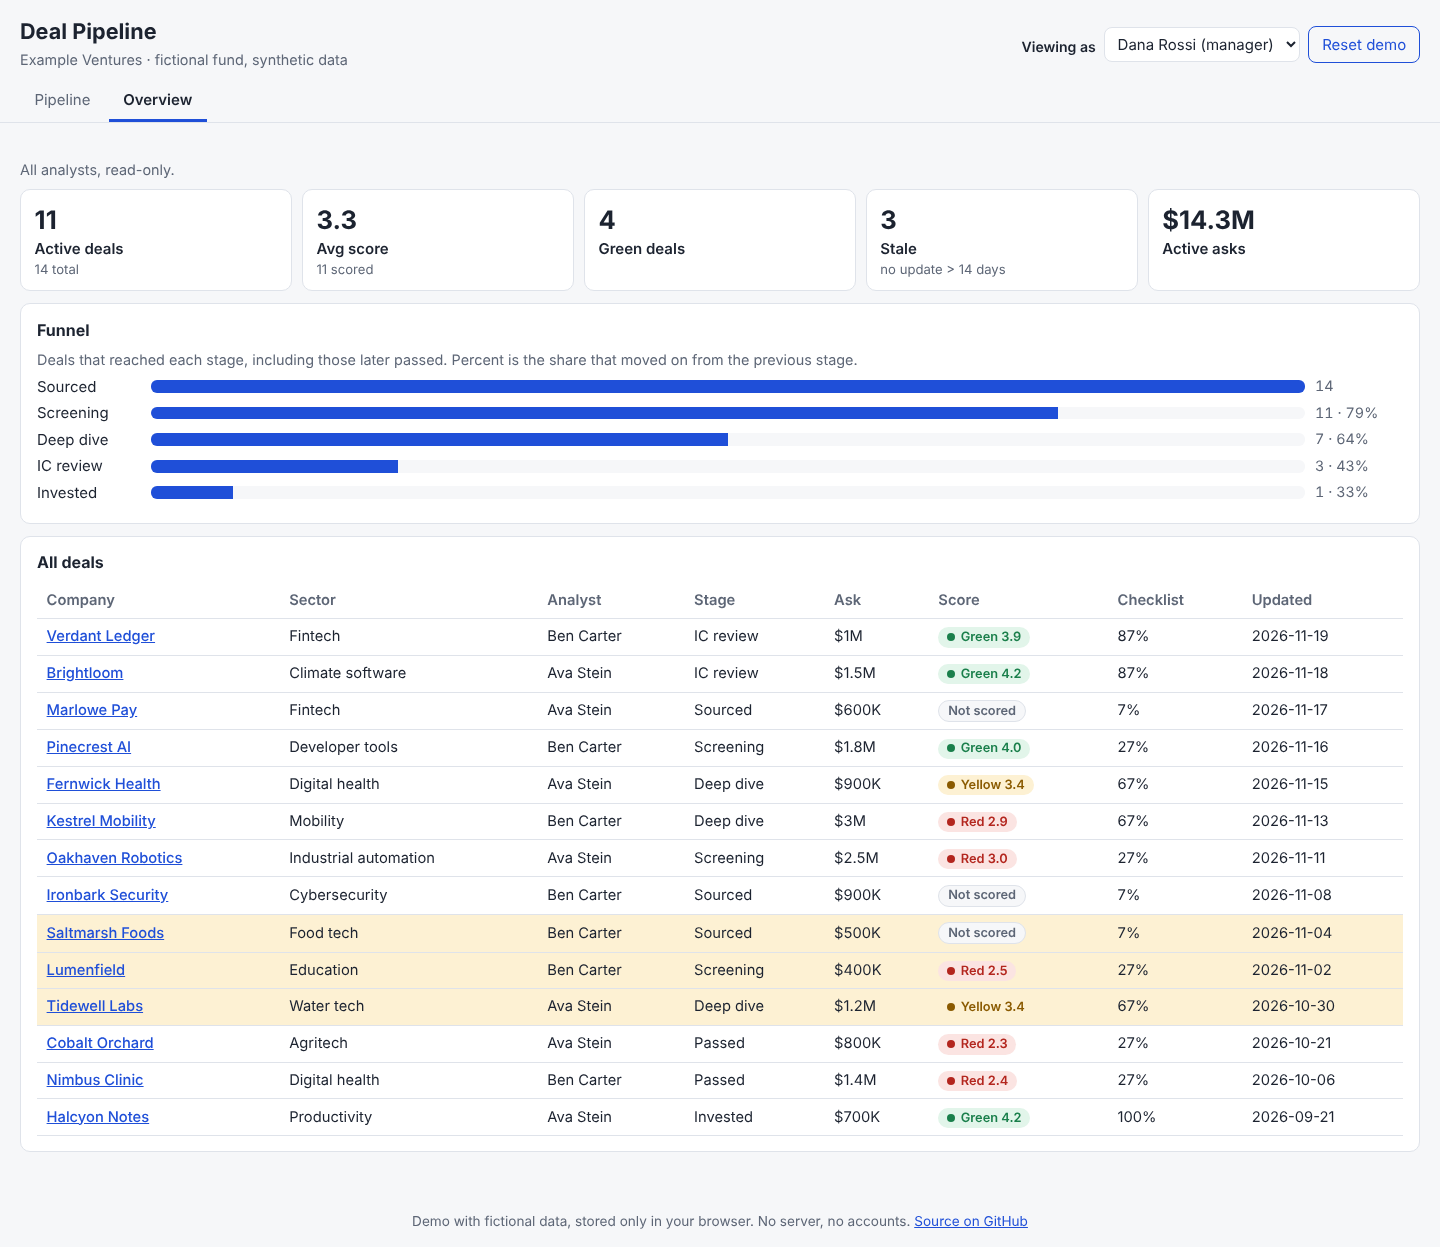 Deal Pipeline
Example Ventures · fictional fund, synthetic data
Viewing as Dana Rossi (manager) Reset demo
Pipeline Overview
All analysts, read-only.
11
Active deals
14 total
3.3
Avg score
11 scored
4
Green deals
3
Stale
no update > 14 days
$14.3M
Active asks
Funnel
Deals that reached each stage, including those later passed. Percent is the share that moved on from the previous stage.
Sourced 14
Screening 11 · 79%
Deep dive 7 · 64%
IC review 3 · 43%
Invested 1 · 33%
All deals
Company Sector Analyst Stage Ask Score Checklist Updated
Verdant Ledger Fintech Ben Carter IC review $1M Green 3.9 87% 2026-11-19
Brightloom Climate software Ava Stein IC review $1.5M Green 4.2 87% 2026-11-18
Marlowe Pay Fintech Ava Stein Sourced $600K Not scored 7% 2026-11-17
Pinecrest AI Developer tools Ben Carter Screening $1.8M Green 4.0 27% 2026-11-16
Fernwick Health Digital health Ava Stein Deep dive $900K Yellow 3.4 67% 2026-11-15
Kestrel Mobility Mobility Ben Carter Deep dive $3M Red 2.9 67% 2026-11-13
Oakhaven Robotics Industrial automation Ava Stein Screening $2.5M Red 3.0 27% 2026-11-11
Ironbark Security Cybersecurity Ben Carter Sourced $900K Not scored 7% 2026-11-08
Saltmarsh Foods Food tech Ben Carter Sourced $500K Not scored 7% 2026-11-04
Lumenfield Education Ben Carter Screening $400K Red 2.5 27% 2026-11-02
Tidewell Labs Water tech Ava Stein Deep dive $1.2M Yellow 3.4 67% 2026-10-30
Cobalt Orchard Agritech Ava Stein Passed $800K Red 2.3 27% 2026-10-21
Nimbus Clinic Digital health Ben Carter Passed $1.4M Red 2.4 27% 2026-10-06
Halcyon Notes Productivity Ava Stein Invested $700K Green 4.2 100% 2026-09-21
Demo with fictional data, stored only in your browser. No server, no accounts. Source on GitHub